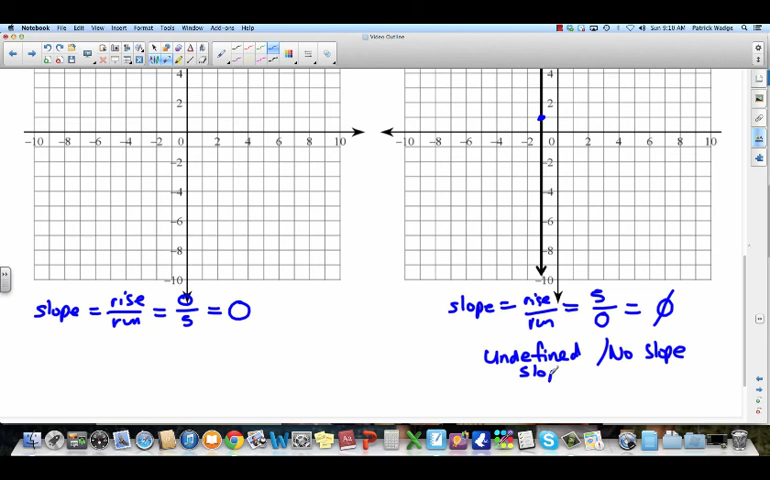 Notebook File Edit View Insert Format Tools Window Add-ons Help Sun 9:10 AM Patrick Wadge
Video Outline
4 4
2 2
-10 -8 -6 -4 -2 0 2 4 6 8 10 -10 -8 -6 -4 -2 0 2 4 6 8 10
-2 -2
-4 -4
-6 -6
-8 -8
-10 -10
slope = rise/run = 0/5 = 0 slope = rise/run = 5/0 = ∅
Undefined /No slope
slop